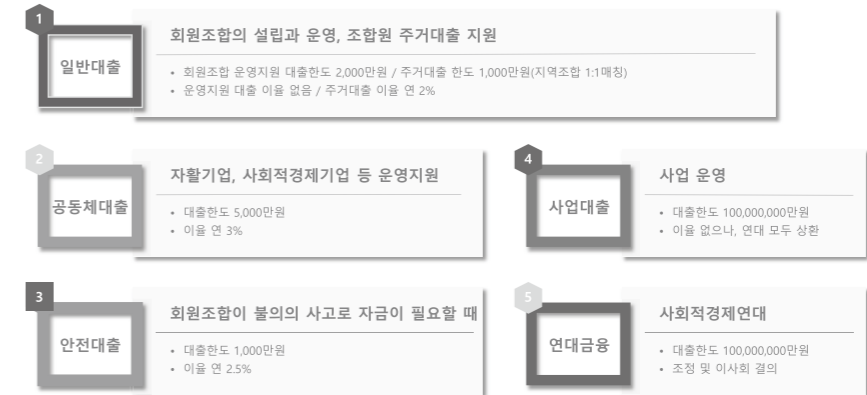 1
일반대출
회원조합의 설립과 운영, 조합원 주거대출 지원
• 회원조합 운영지원 대출한도 2,000만원 / 주거대출 한도 1,000만원(지역조합 1:1매칭)
• 운영지원 대출 이율 없음 / 주거대출 이율 연 2%
2
공동체대출
자활기업, 사회적경제기업 등 운영지원
• 대출한도 5,000만원
• 이율 연 3%
3
안전대출
회원조합이 불의의 사고로 자금이 필요할 때
• 대출한도 1,000만원
• 이율 연 2.5%
4
사업대출
사업 운영
• 대출한도 100,000,000만원
• 이율 없으나, 연대 모두 상환
5
연대금융
사회적경제연대
• 대출한도 100,000,000만원
• 조정 및 이사회 결의